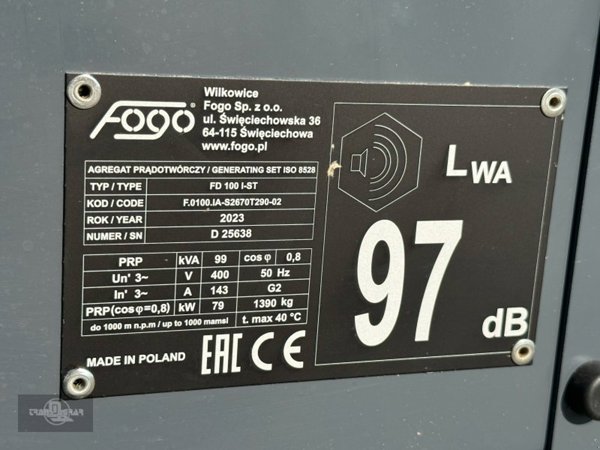 Fogo
Wilkowice
Fogo Sp. z o.o.
ul. Święciechowska 36
64-115 Święciechowa
www.fogo.pl
AGREGAT PRĄDOTWÓRCZY / GENERATING SET ISO 8528
TYP / TYPE FD 100 I-ST
KOD / CODE F.0100.IA-S2670T290-02
ROK / YEAR 2023
NUMER / SN D 25638
PRP kVA 99 cos φ 0,8
Un' 3~ V 400 50 Hz
In' 3~ A 143 G2
PRP(cosφ=0,8) kW 79 1390 kg
do 1000 m n.p.m / up to 1000 mamsl t. max 40 °C
MADE IN POLAND EAC CE
LWA
97 dB